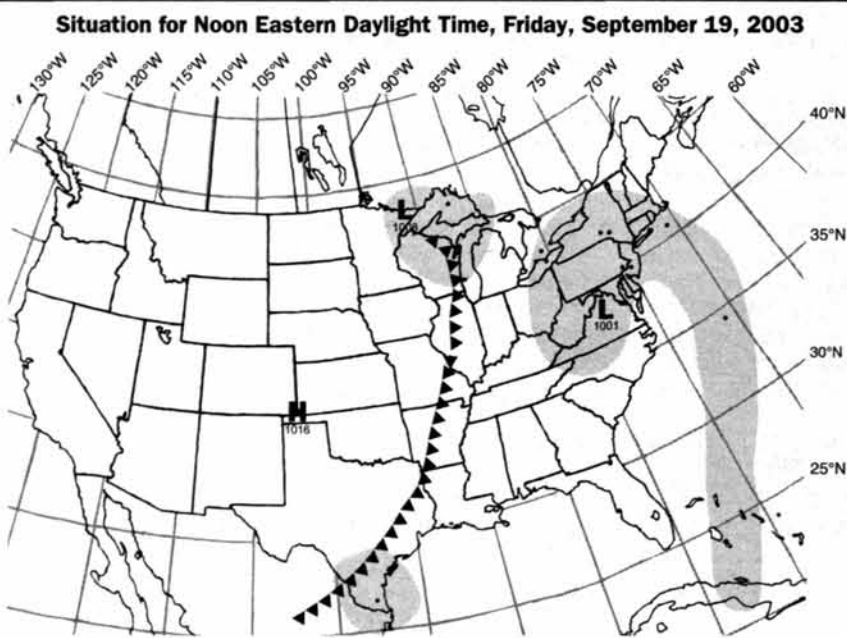 Situation for Noon Eastern Daylight Time, Friday, September 19, 2003
130°W 125°W 120°W 115°W 110°W 105°W 100°W 95°W 90°W 85°W 80°W 75°W 70°W 65°W 60°W
40°N
L
35°N
L
1001
30°N
H
1016
25°N